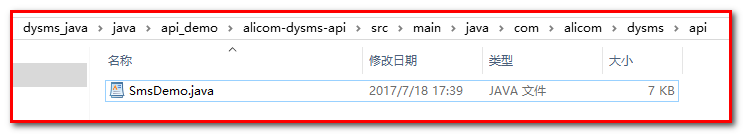 dysms_java > java > api_demo > alicom-dysms-api > src > main > java > com > alicom > dysms > api
名称 修改日期 类型 大小
SmsDemo.java 2017/7/18 17:39 JAVA 文件 7 KB